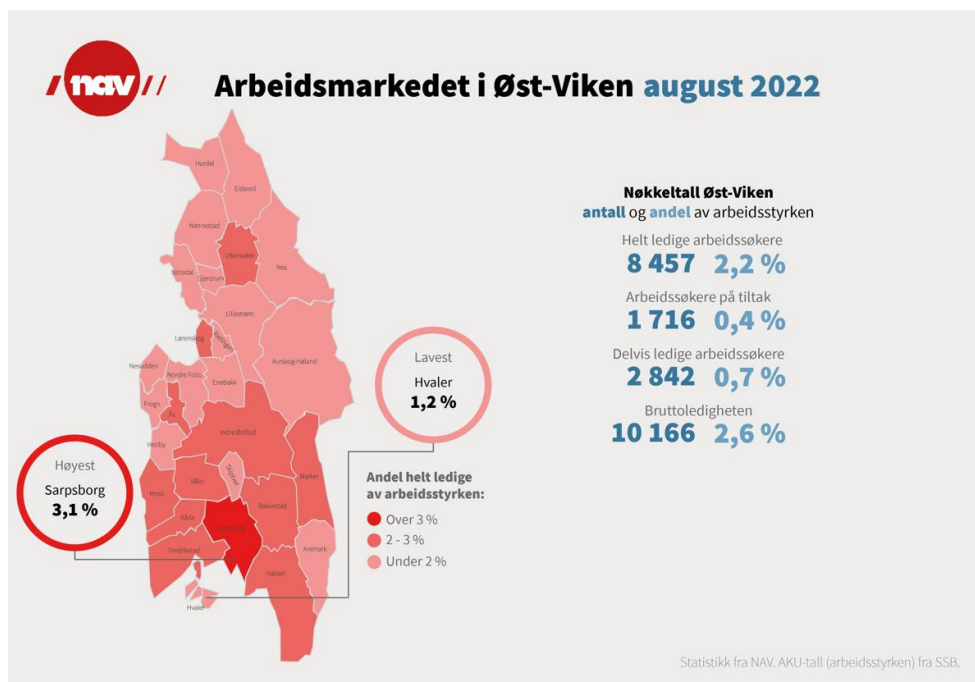 nav
Arbeidsmarkedet i Øst-Viken august 2022
Hurdal
Eidsvoll
Nannestad
Ullensaker
Nes
Nittedal
Gjerdrum
Lillestrøm
Lørenskog
Rælingen
Aurskog-Høland
Nesodden
Nordre Follo
Enebakk
Frogn
Ås
Indre Østfold
Vestby
Skiptvet
Marker
Moss
Våler
Rakkestad
Råde
Sarpsborg
Fredrikstad
Aremark
Halden
Hvaler
Høyest
Sarpsborg
3,1 %
Lavest
Hvaler
1,2 %
Andel helt ledige
av arbeidsstyrken:
Over 3 %
2 - 3 %
Under 2 %
Nøkkeltall Øst-Viken
antall og andel av arbeidsstyrken
Helt ledige arbeidssøkere
8 457 2,2 %
Arbeidssøkere på tiltak
1 716 0,4 %
Delvis ledige arbeidssøkere
2 842 0,7 %
Bruttoledigheten
10 166 2,6 %
Statistikk fra NAV. AKU-tall (arbeidsstyrken) fra SSB.